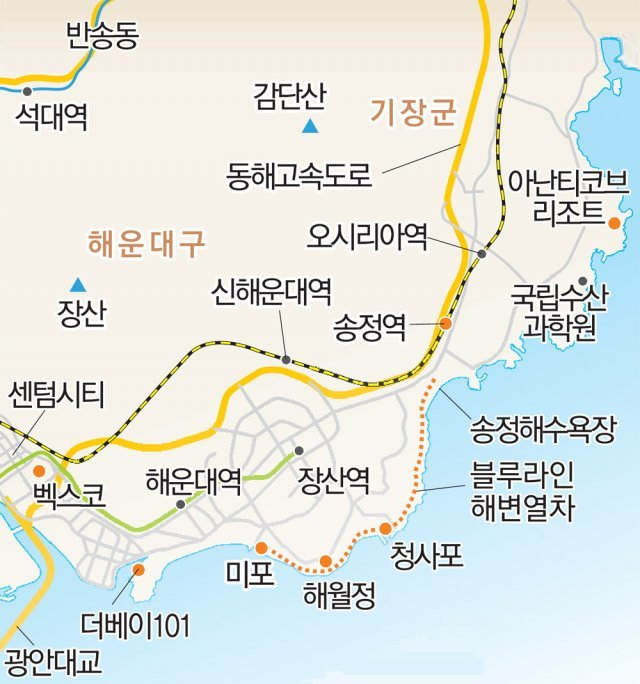 반송동
석대역
감단산
기장군
동해고속도로
아난티코브
리조트
해운대구
오시리아역
장산
신해운대역
국립수산
과학원
송정역
센텀시티
송정해수욕장
벡스코
해운대역
장산역
블루라인
해변열차
미포
청사포
해월정
더베이101
광안대교